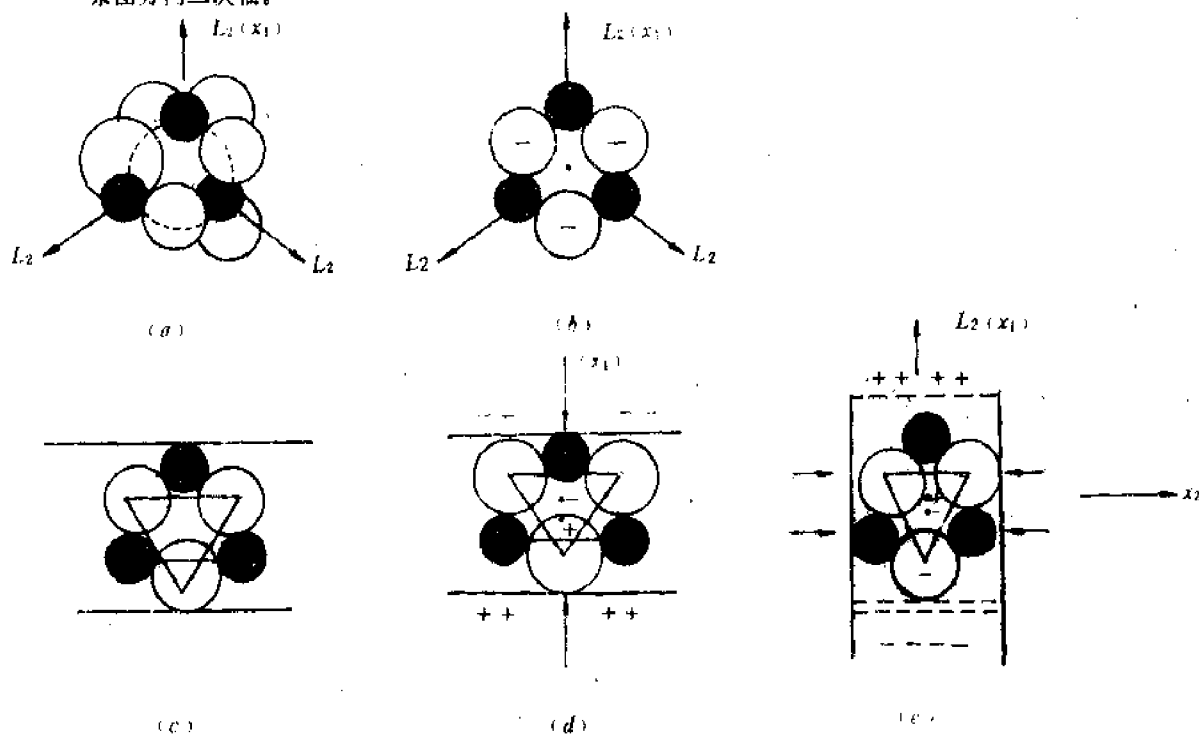 L₂(x₁)
L₂(x₁)
L₂
L₂
L₂
L₂
(a)
(b)
(x₁)
L₂(x₁)
+ + + +
- - - -
- -
- -
-
-
+
+
-
x₂
-
+ + + +
- - - - -
(c)
(d)
(e)